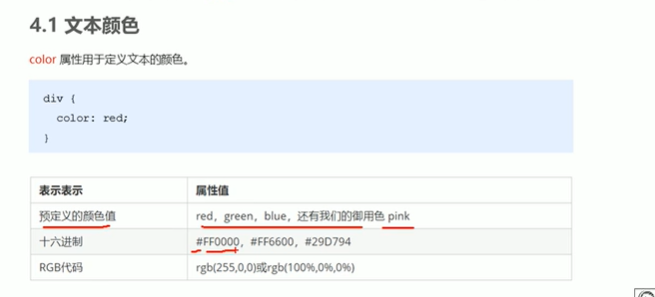 4.1 文本颜色
color 属性用于定义文本的颜色。
div {
color: red;
}
表示表示 属性值
预定义的颜色值 red，green，blue，还有我们的御用色 pink
十六进制 #FF0000，#FF6600，#29D794
RGB代码 rgb(255,0,0)或rgb(100%,0%,0%)